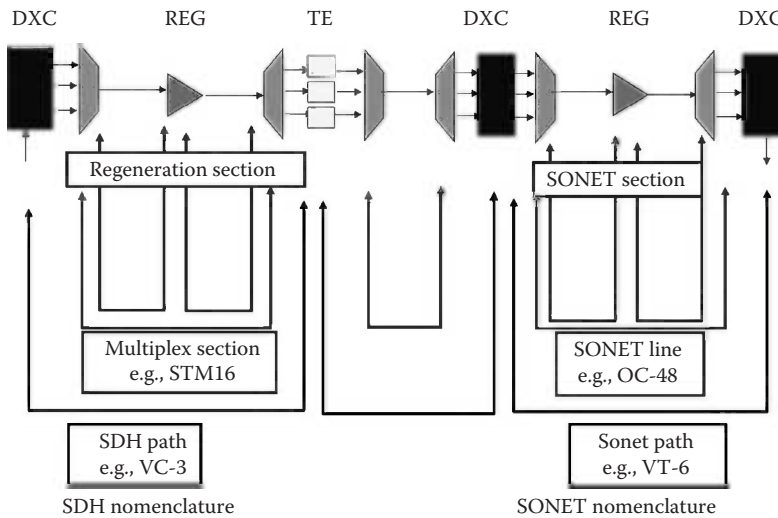 DXC REG TE DXC REG DXC
Regeneration section
SONET section
Multiplex section
e.g., STM16
SONET line
e.g., OC-48
SDH path
e.g., VC-3
Sonet path
e.g., VT-6
SDH nomenclature
SONET nomenclature